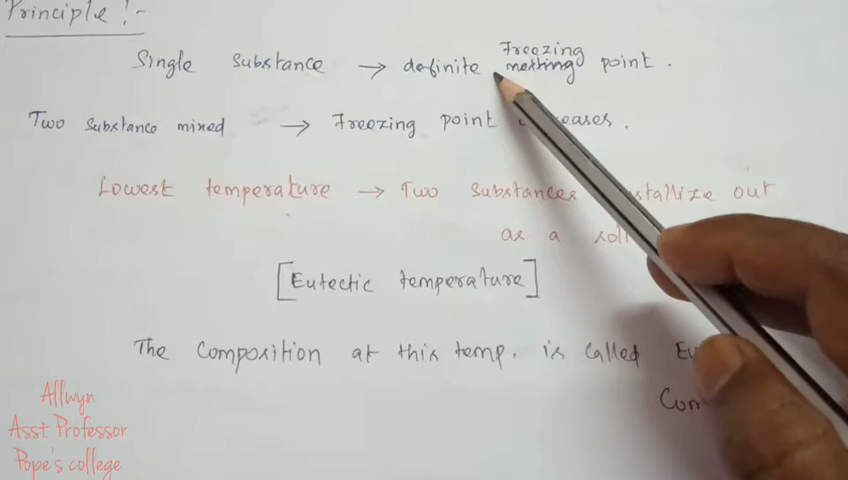 Principle :-
Freezing
Single substance → definite melting point.
Two substance mixed → Freezing point
Lowest temperature → Two substances out
as a
[Eutectic temperature]
The composition at this temp. is called
Allwyn
Asst Professor
Pope's college